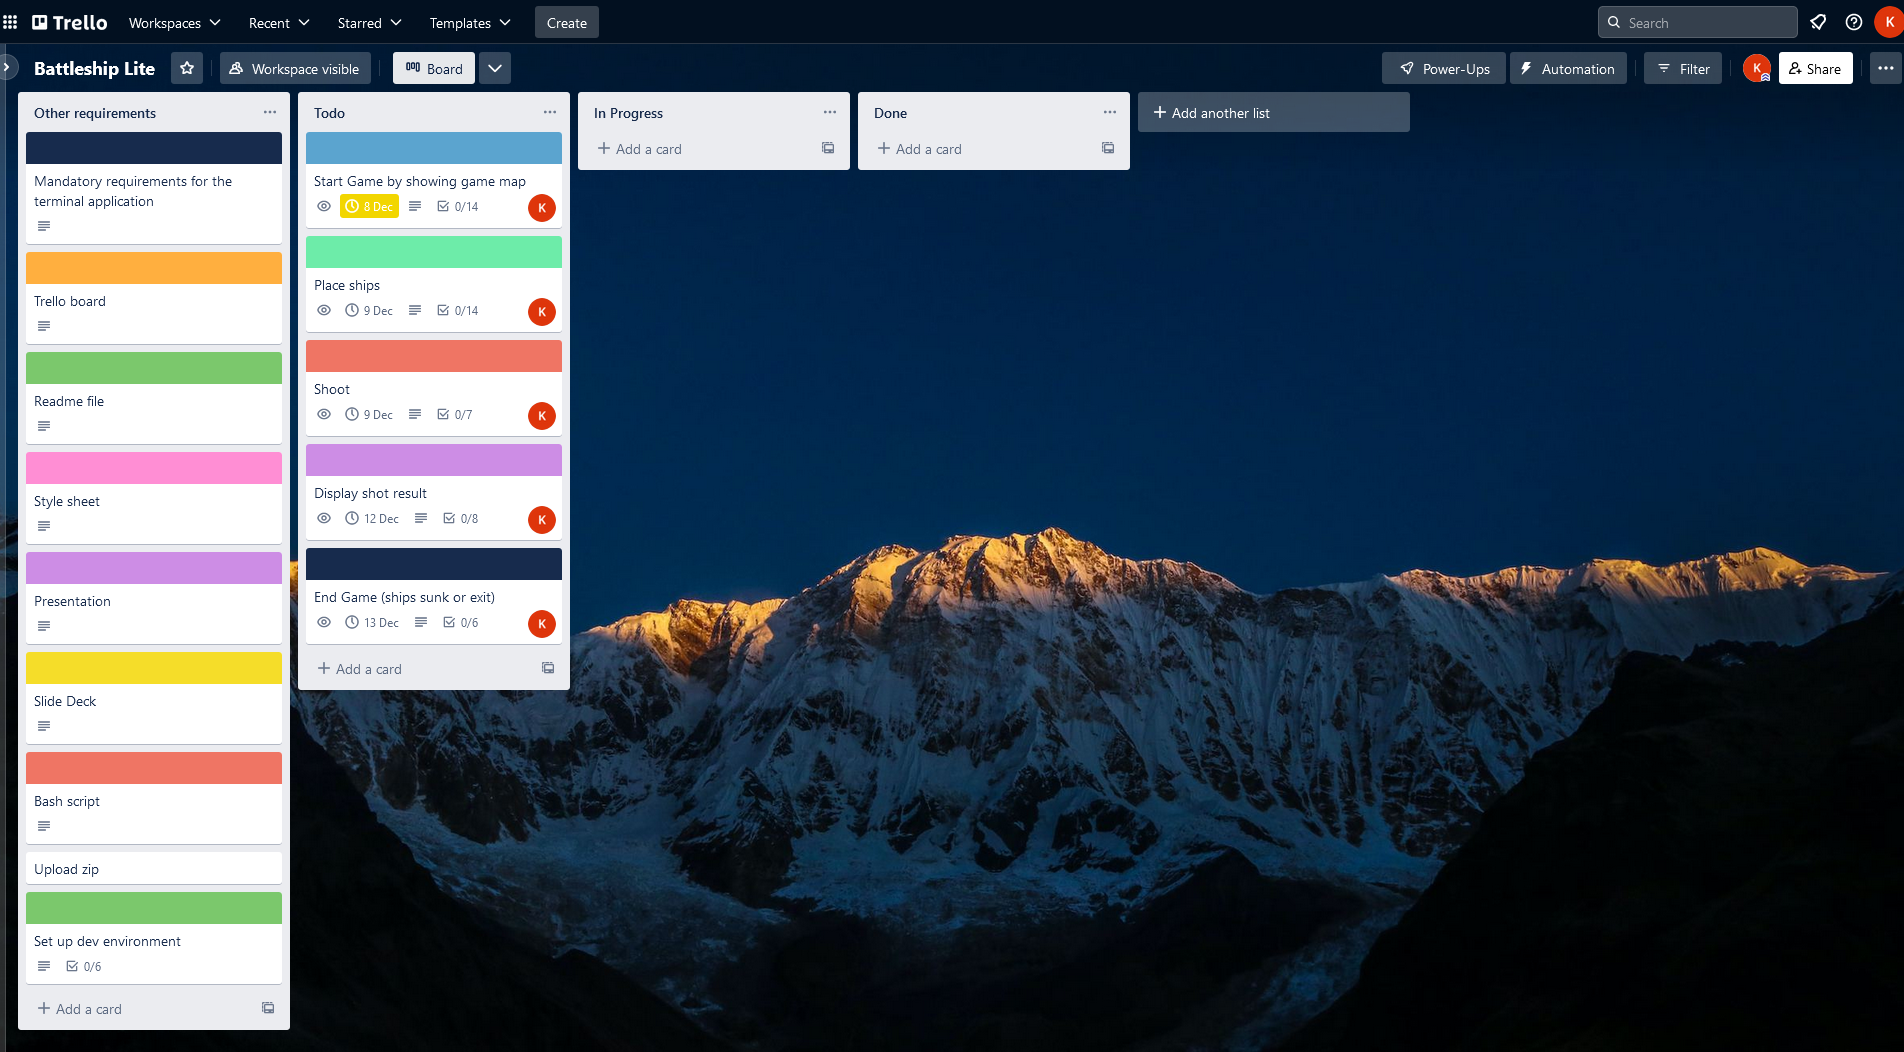 Trello
Workspaces
Recent
Starred
Templates
Create
Search
K
Battleship Lite
Workspace visible
Board
Power-Ups
Automation
Filter
K
Share
Other requirements
Mandatory requirements for the
terminal application
Trello board
Readme file
Style sheet
Presentation
Slide Deck
Bash script
Upload zip
Set up dev environment
0/6
+ Add a card
Todo
Start Game by showing game map
8 Dec 0/14 K
Place ships
9 Dec 0/14 K
Shoot
9 Dec 0/7 K
Display shot result
12 Dec 0/8 K
End Game (ships sunk or exit)
13 Dec 0/6 K
+ Add a card
In Progress
+ Add a card
Done
+ Add a card
+ Add another list